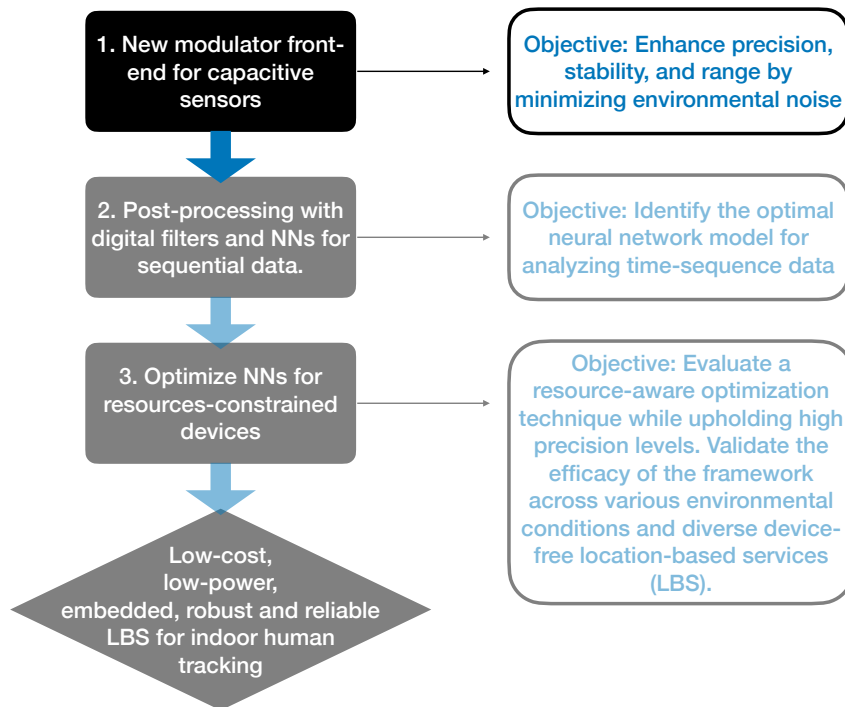 1. New modulator front-
end for capacitive
sensors
Objective: Enhance precision,
stability, and range by
minimizing environmental noise
2. Post-processing with
digital filters and NNs for
sequential data.
Objective: Identify the optimal
neural network model for
analyzing time-sequence data
3. Optimize NNs for
resources-constrained
devices
Objective: Evaluate a
resource-aware optimization
technique while upholding high
precision levels. Validate the
efficacy of the framework
across various environmental
conditions and diverse device-
free location-based services
(LBS).
Low-cost,
low-power,
embedded, robust and reliable
LBS for indoor human
tracking